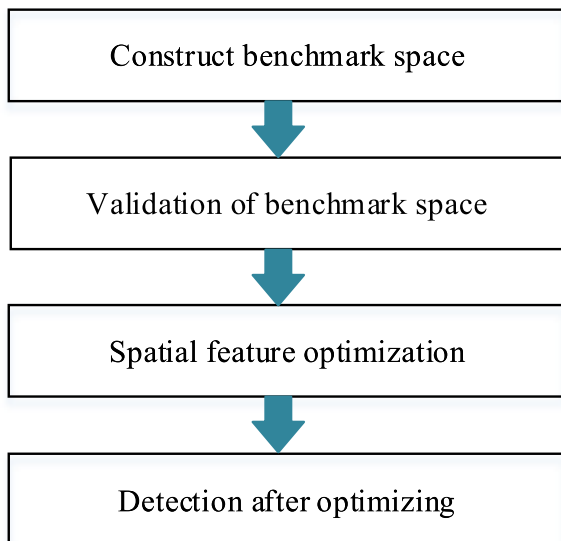 Construct benchmark space
Validation of benchmark space
Spatial feature optimization
Detection after optimizing